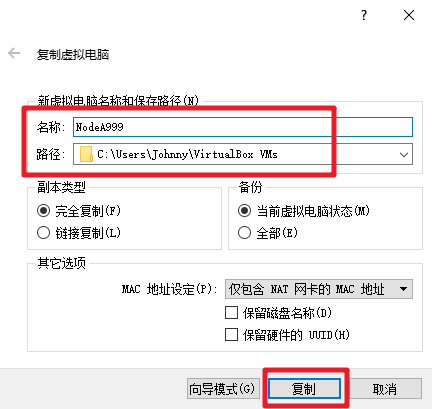 ?
复制虚拟电脑
新虚拟电脑名称和保存路径(N)
名称: NodeA999
路径: C:\Users\Johnny\VirtualBox VMs
副本类型
完全复制(F)
链接复制(L)
备份
当前虚拟电脑状态(M)
全部(E)
其它选项
MAC 地址设定(P): 仅包含 NAT 网卡的 MAC 地址
保留磁盘名称(D)
保留硬件的 UUID(H)
向导模式(G) 复制 取消